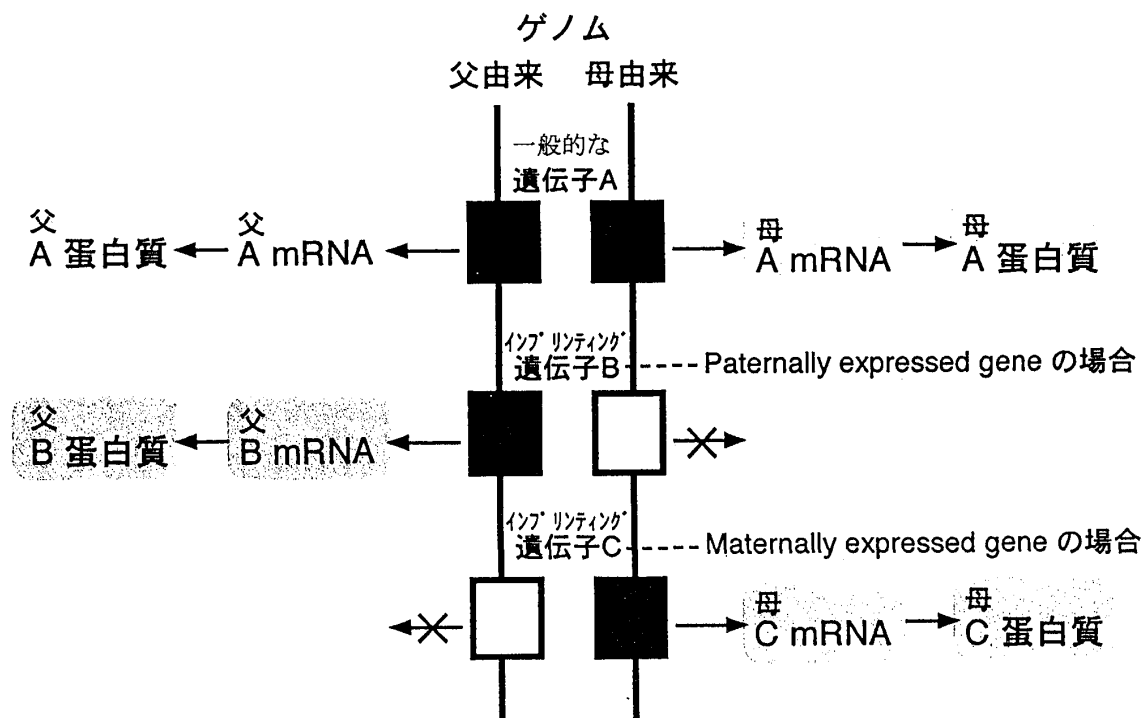 ゲノム
父由来 母由来
一般的な
遺伝子A
父 父 母 母
A 蛋白質 A mRNA A mRNA A 蛋白質
インプリンティング
遺伝子B Paternally expressed gene の場合
父 父
B 蛋白質 B mRNA
インプリンティング
遺伝子C Maternally expressed gene の場合
母 母
C mRNA C 蛋白質